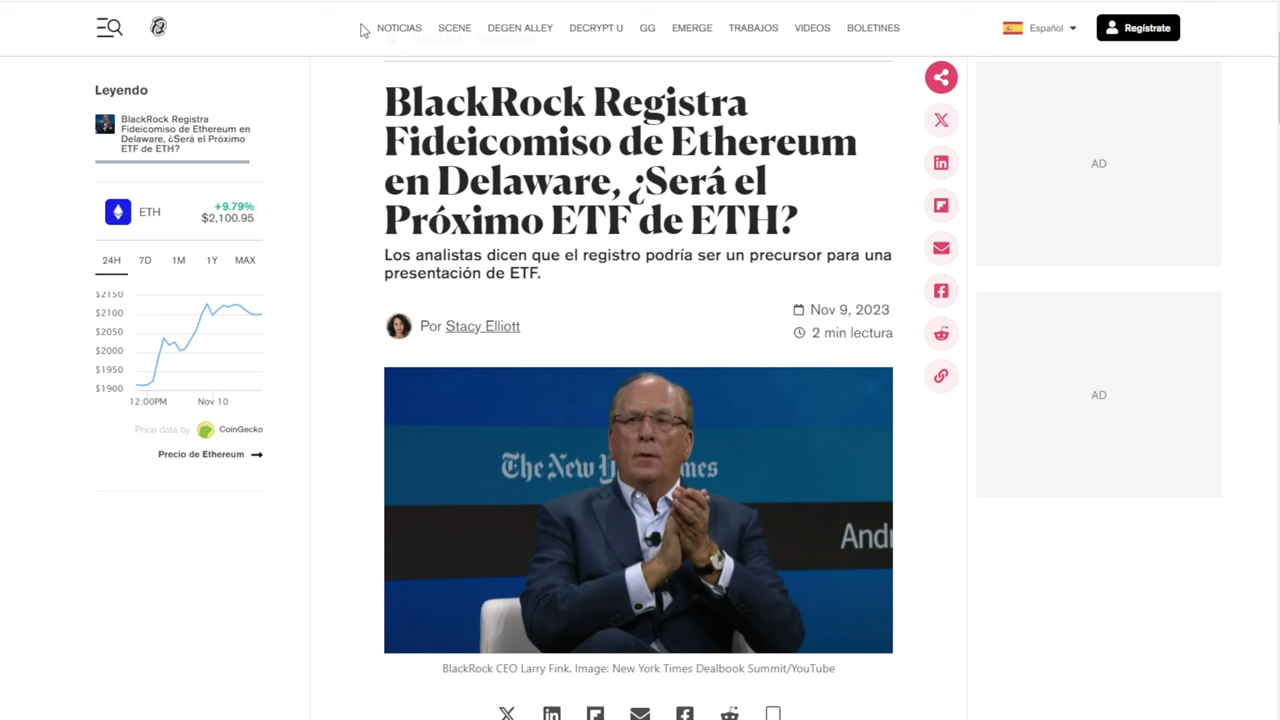 NOTICIAS SCENE DEGEN ALLEY DECRYPT U GG EMERGE TRABAJOS VIDEOS BOLETINES
Español
Regístrate
Leyendo
BlackRock Registra
Fideicomiso de Ethereum en
Delaware, ¿Será el Próximo
ETF de ETH?
ETH
+9.79%
$2,100.95
24H 7D 1M 1Y MAX
$2150
$2100
$2050
$2000
$1950
$1900
12:00PM Nov 10
Price data by CoinGecko
Precio de Ethereum
BlackRock Registra
Fideicomiso de Ethereum
en Delaware, ¿Será el
Próximo ETF de ETH?
Los analistas dicen que el registro podría ser un precursor para una
presentación de ETF.
Por Stacy Elliott
Nov 9, 2023
2 min lectura
The New Y mes
Andr
BlackRock CEO Larry Fink. Image: New York Times Dealbook Summit/YouTube
AD
AD